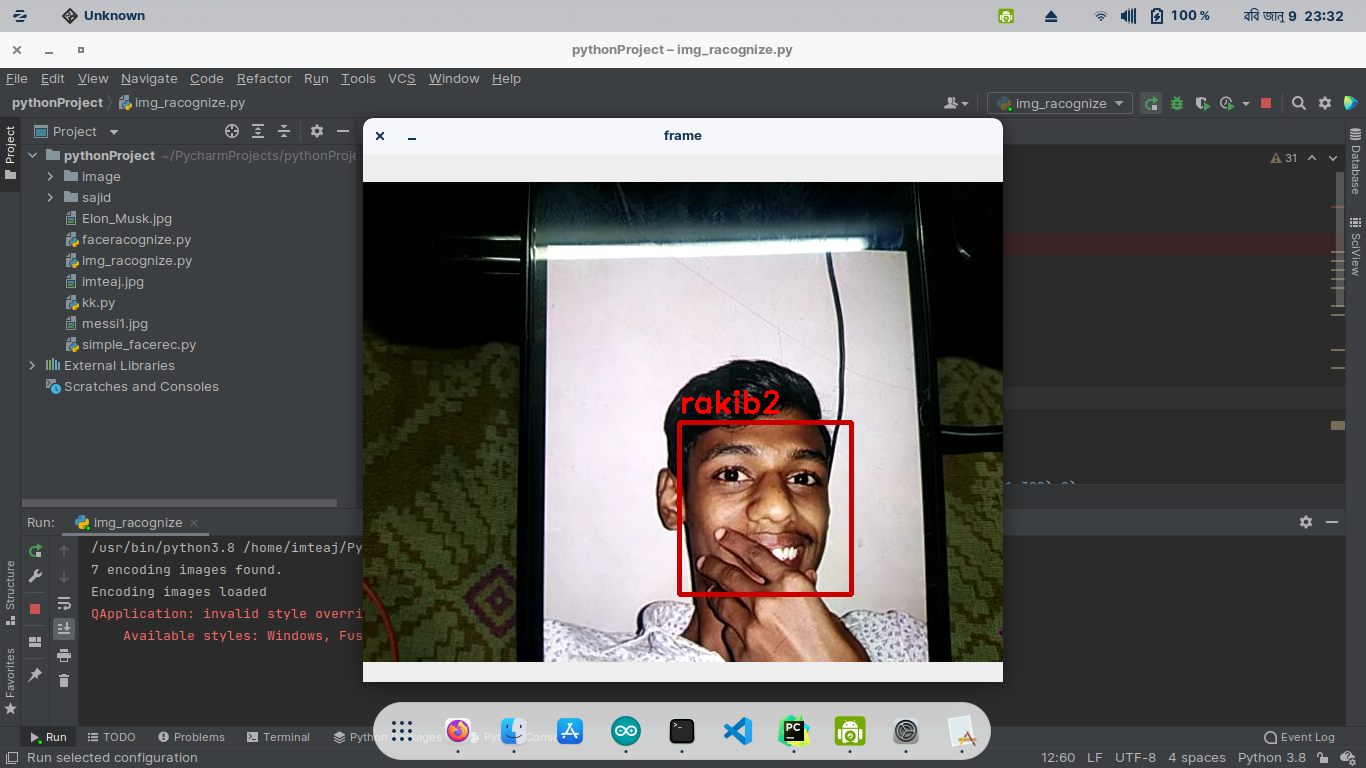 Unknown
100 %
ৰবি জানু 9 23:32
pythonProject – img_racognize.py
File Edit View Navigate Code Refactor Run Tools VCS Window Help
pythonProject img_racognize.py
img_racognize
Project
Project
frame
31
pythonProject ~/PycharmProjects/pythonProje
image
sajid
Elon_Musk.jpg
faceracognize.py
img_racognize.py
imteaj.jpg
kk.py
messi1.jpg
simple_facerec.py
External Libraries
Scratches and Consoles
rakib2
Database
SciView
Run: img_racognize
/usr/bin/python3.8 /home/imteaj/Py
7 encoding images found.
Encoding images loaded
QApplication: invalid style overri
Available styles: Windows, Fus
Structure
Favorites
PC
Run TODO Problems Terminal Python Packages Python Console Event Log
Run selected configuration
12:60 LF UTF-8 4 spaces Python 3.8